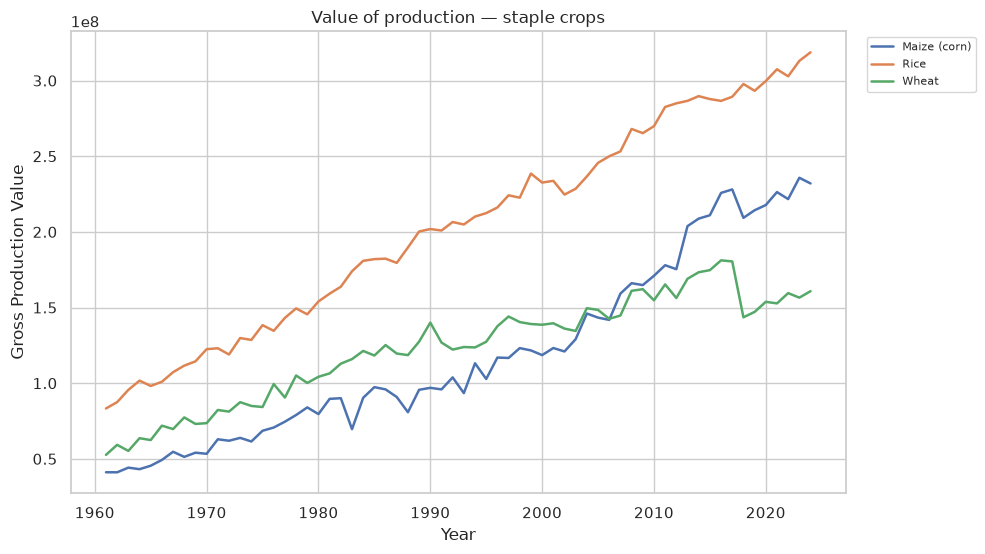 Value of production — staple crops
1e8
Maize (corn)
Rice
Wheat
Gross Production Value
3.0
2.5
2.0
1.5
1.0
0.5
1960 1970 1980 1990 2000 2010 2020
Year